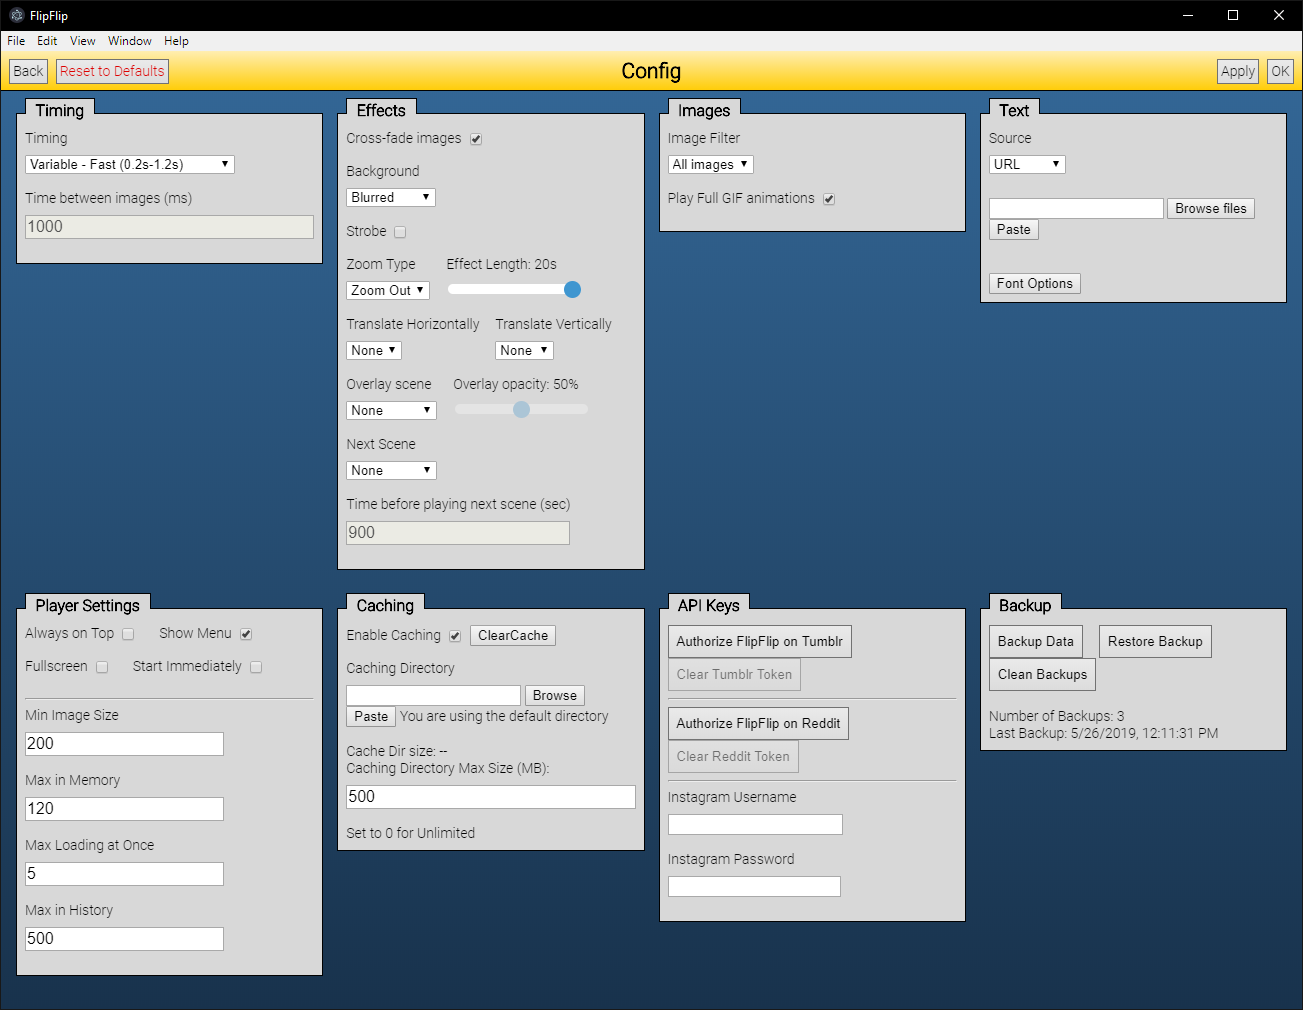 FlipFlip
File Edit View Window Help
Back Reset to Defaults Config Apply OK
Timing
Timing
Variable - Fast (0.2s-1.2s)
Time between images (ms)
1000
Effects
Cross-fade images
Background
Blurred
Strobe
Zoom Type Effect Length: 20s
Zoom Out
Translate Horizontally Translate Vertically
None None
Overlay scene Overlay opacity: 50%
None
Next Scene
None
Time before playing next scene (sec)
900
Images
Image Filter
All images
Play Full GIF animations
Text
Source
URL
Browse files
Paste
Font Options
Player Settings
Always on Top Show Menu
Fullscreen Start Immediately
Min Image Size
200
Max in Memory
120
Max Loading at Once
5
Max in History
500
Caching
Enable Caching ClearCache
Caching Directory
Browse
Paste You are using the default directory
Cache Dir size: --
Caching Directory Max Size (MB):
500
Set to 0 for Unlimited
API Keys
Authorize FlipFlip on Tumblr
Clear Tumblr Token
Authorize FlipFlip on Reddit
Clear Reddit Token
Instagram Username
Instagram Password
Backup
Backup Data Restore Backup
Clean Backups
Number of Backups: 3
Last Backup: 5/26/2019, 12:11:31 PM